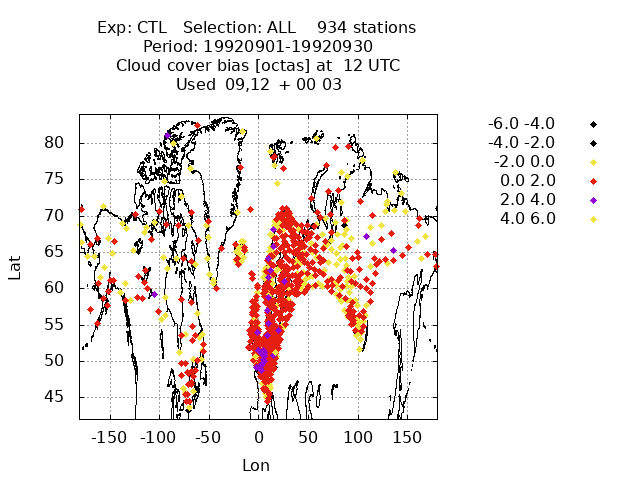 Exp: CTL Selection: ALL 934 stations
Period: 19920901-19920930
Cloud cover bias [octas] at 12 UTC
Used 09,12 + 00 03
-6.0 -4.0
-4.0 -2.0
-2.0 0.0
0.0 2.0
2.0 4.0
4.0 6.0
80
75
70
65
60
55
50
45
Lat
-150 -100 -50 0 50 100 150
Lon